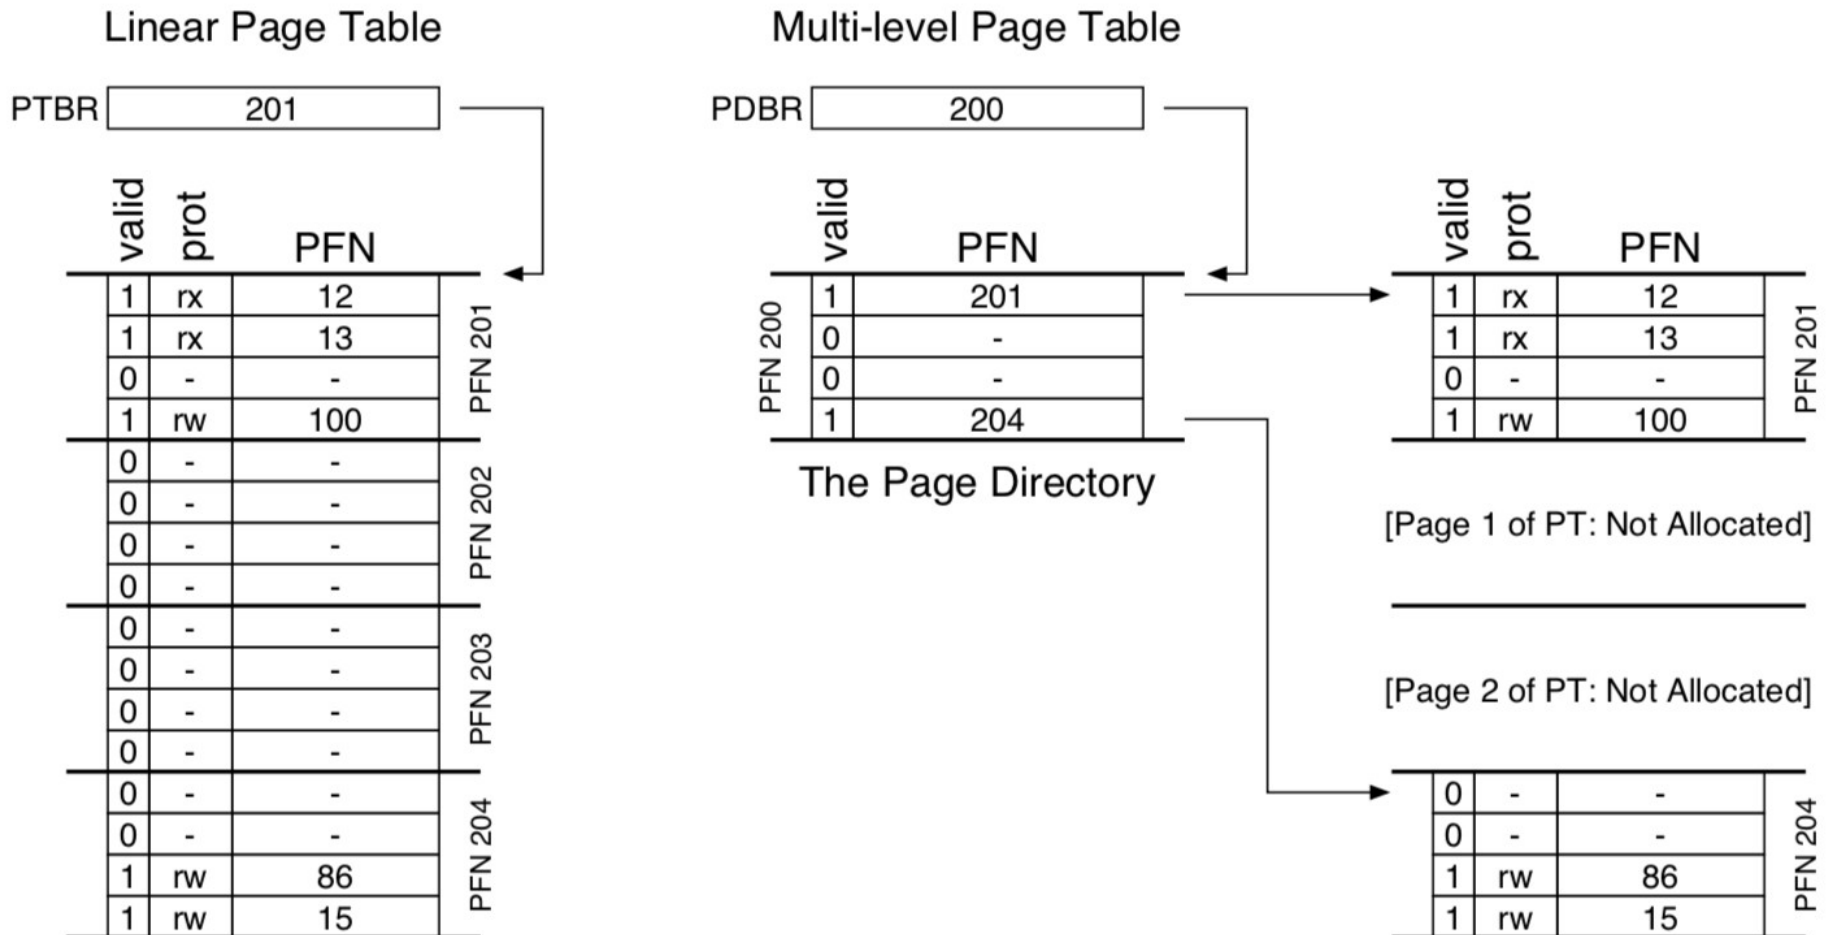 Linear Page Table
PTBR 201
valid prot PFN
1 rx 12
1 rx 13
0 - -
1 rw 100
PFN 201
0 - -
0 - -
0 - -
0 - -
PFN 202
0 - -
0 - -
0 - -
0 - -
PFN 203
0 - -
0 - -
1 rw 86
1 rw 15
PFN 204
Multi-level Page Table
PDBR 200
valid PFN
PFN 200
1 201
0 -
0 -
1 204
The Page Directory
valid prot PFN
1 rx 12
1 rx 13
0 - -
1 rw 100
PFN 201
[Page 1 of PT: Not Allocated]
[Page 2 of PT: Not Allocated]
0 - -
0 - -
1 rw 86
1 rw 15
PFN 204